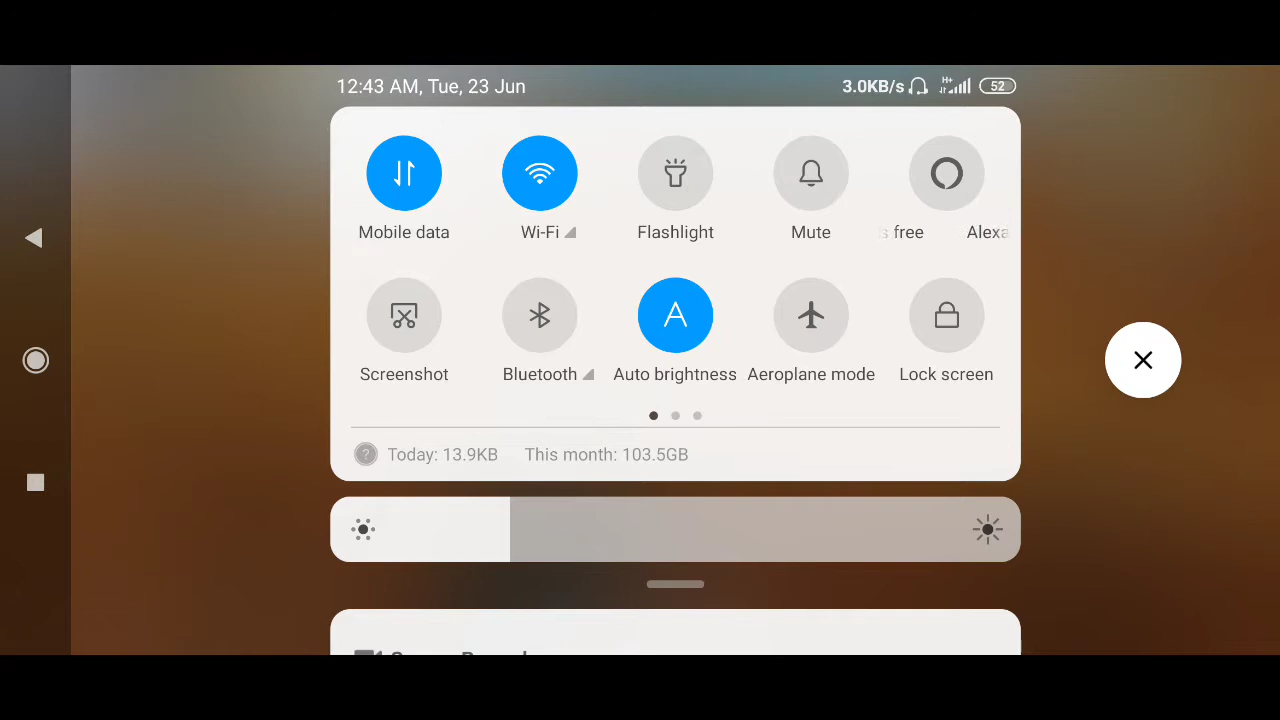 12:43 AM, Tue, 23 Jun 3.0KB/s H+ 52
Mobile data Wi-Fi Flashlight Mute s free Alexa
A
Screenshot Bluetooth Auto brightness Aeroplane mode Lock screen
? Today: 13.9KB This month: 103.5GB